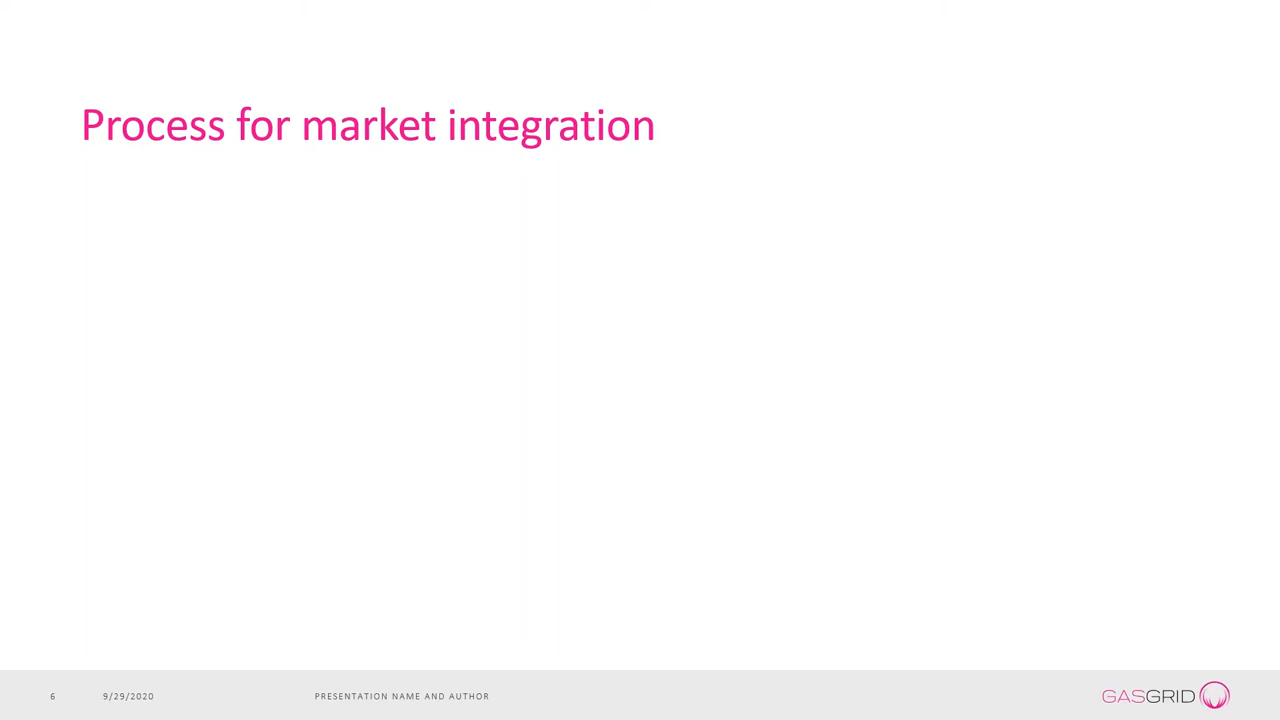 Process for market integration
6
9/29/2020
PRESENTATION NAME AND AUTHOR
GASGRID